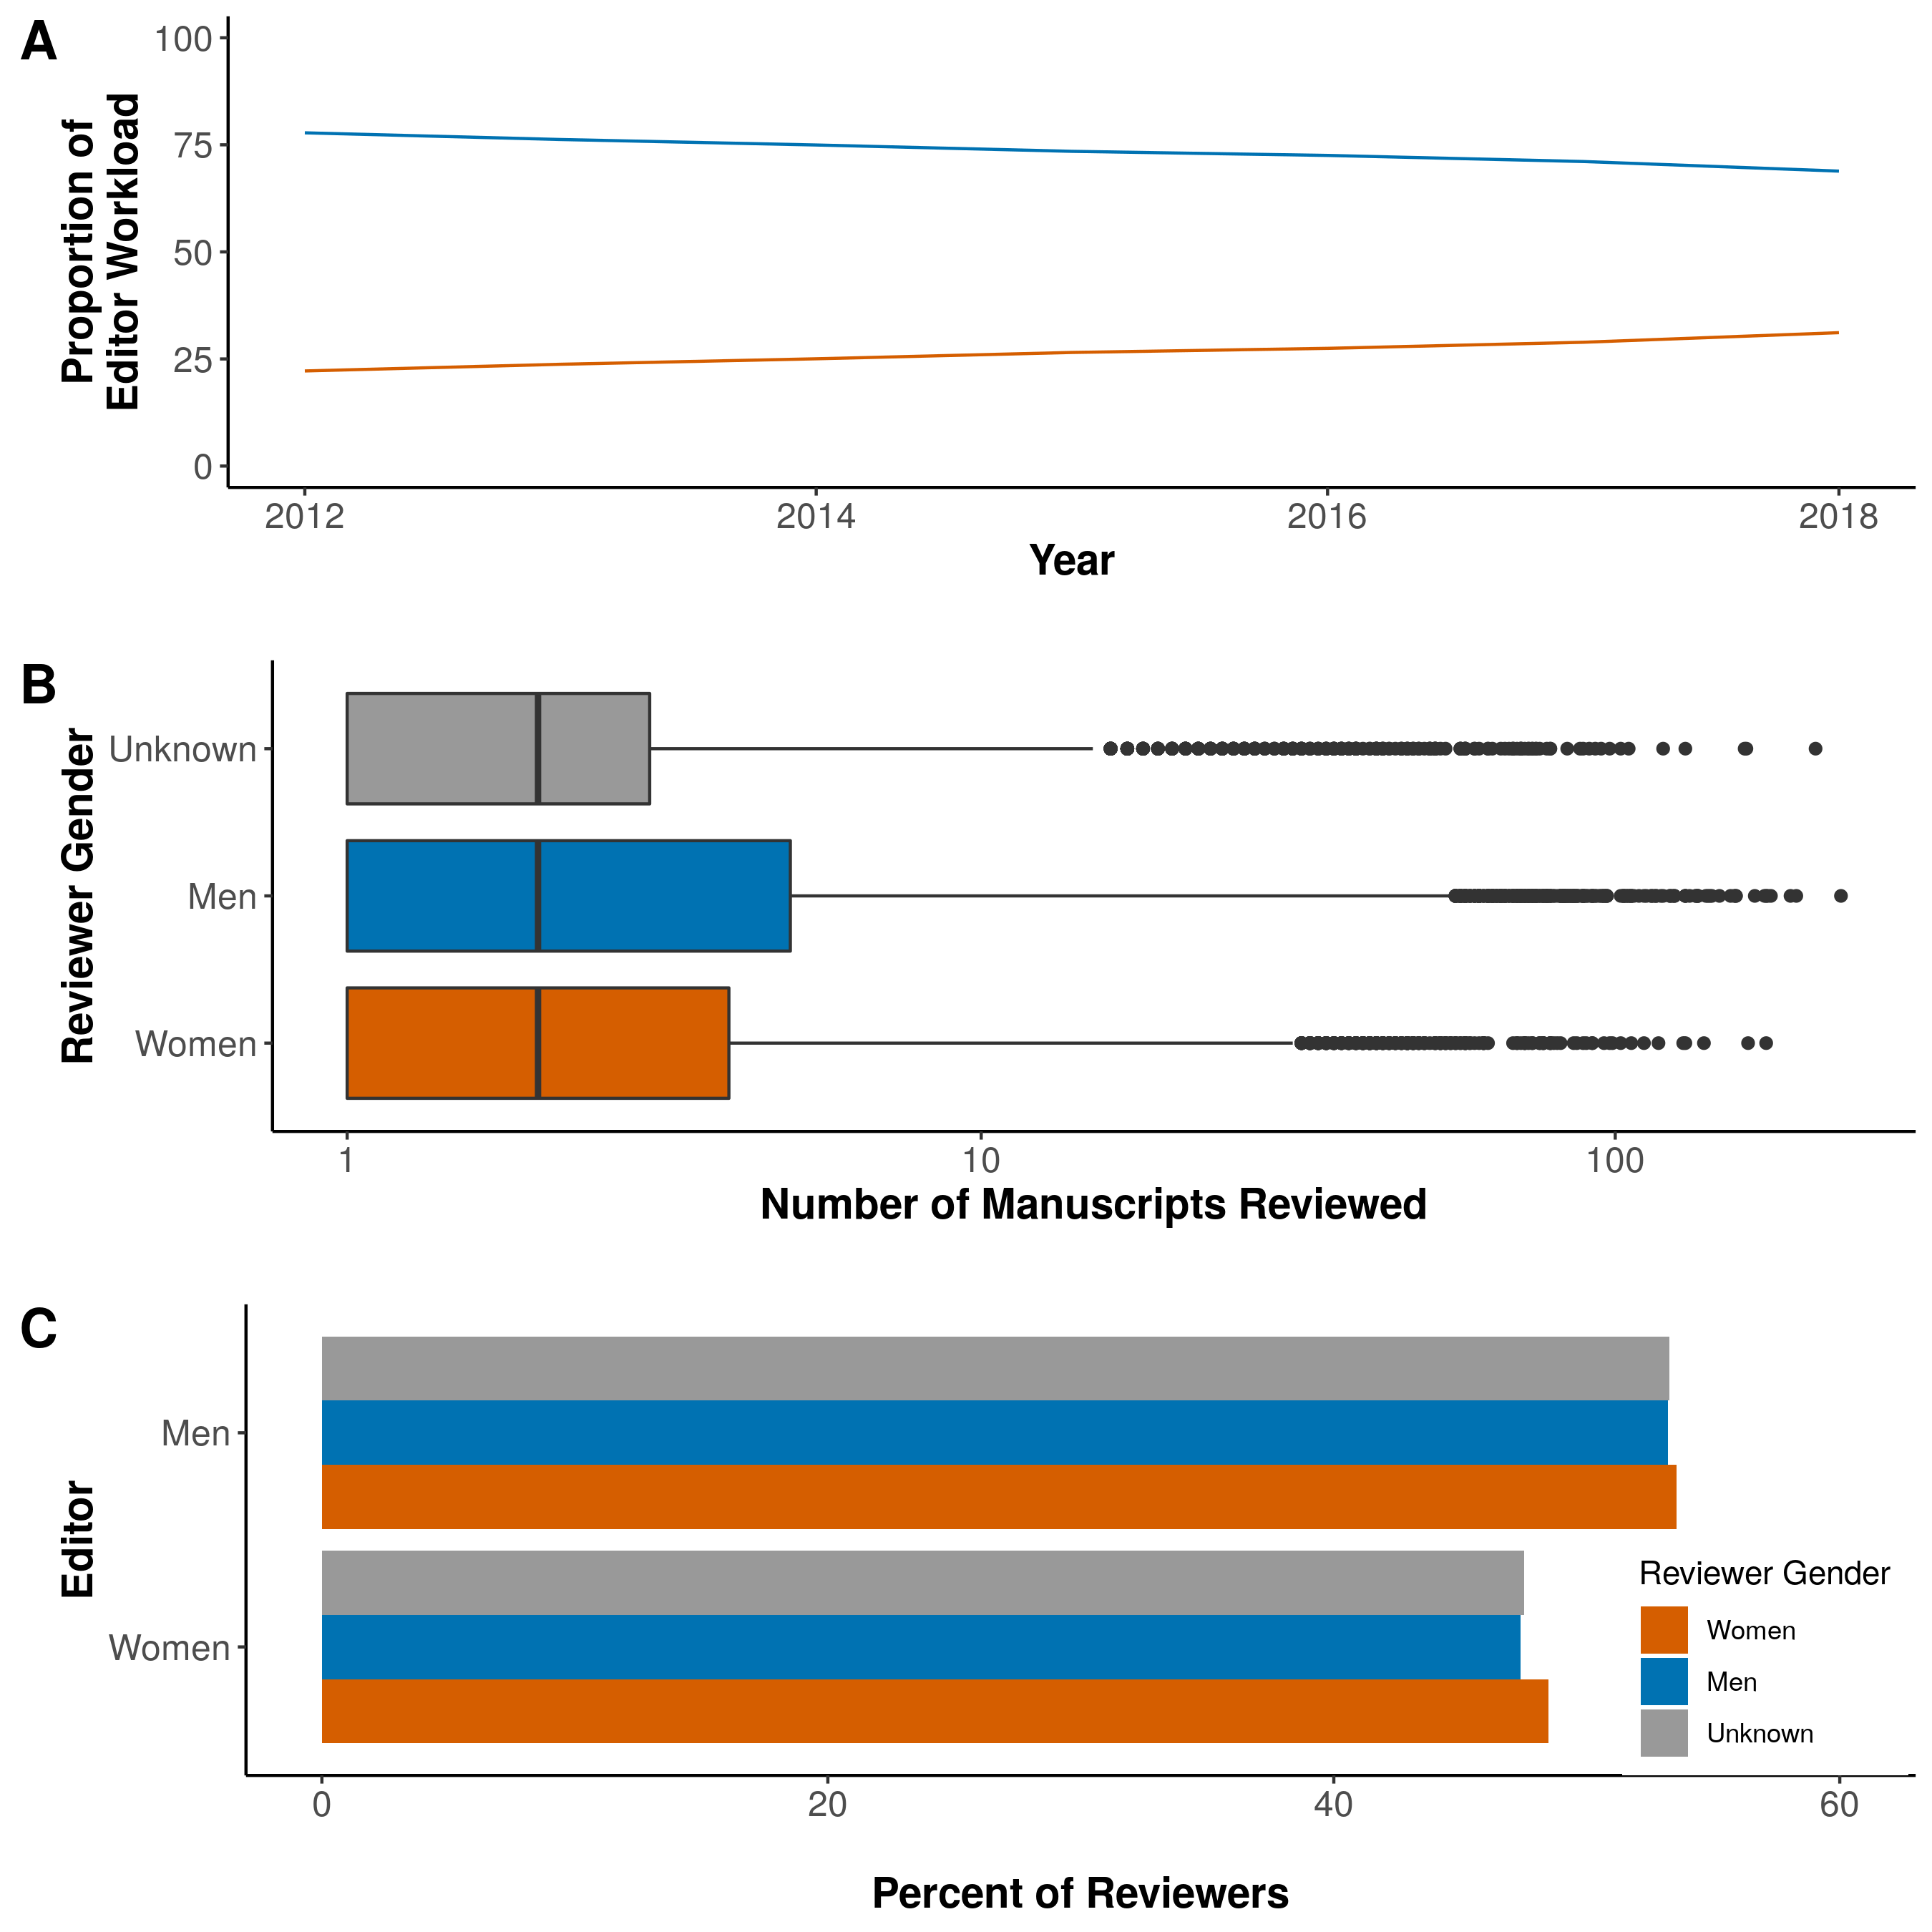 A
Proportion of
Editor Workload
100
75
50
25
0
2012 2014 2016 2018
Year
B
Reviewer Gender
Unknown
Men
Women
1 10 100
Number of Manuscripts Reviewed
C
Editor
Men
Women
Reviewer Gender
Women
Men
Unknown
0 20 40 60
Percent of Reviewers